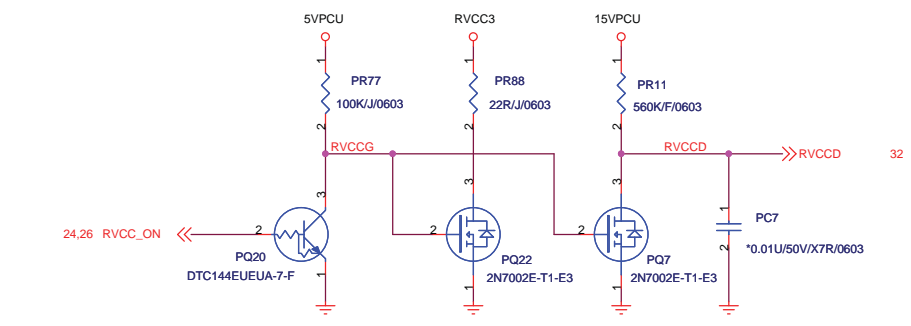 5VPCU
RVCC3
15VPCU
1
1
1
PR77
PR88
PR11
100K/J/0603
22R/J/0603
560K/F/0603
2
2
2
RVCCG
RVCCD
RVCCD
32
3
3
3
1
PC7
24,26 RVCC_ON
2
2
2
2
*0.01U/50V/X7R/0603
PQ20
PQ22
PQ7
DTC144EUEUA-7-F
2N7002E-T1-E3
2N7002E-T1-E3
1
1
1